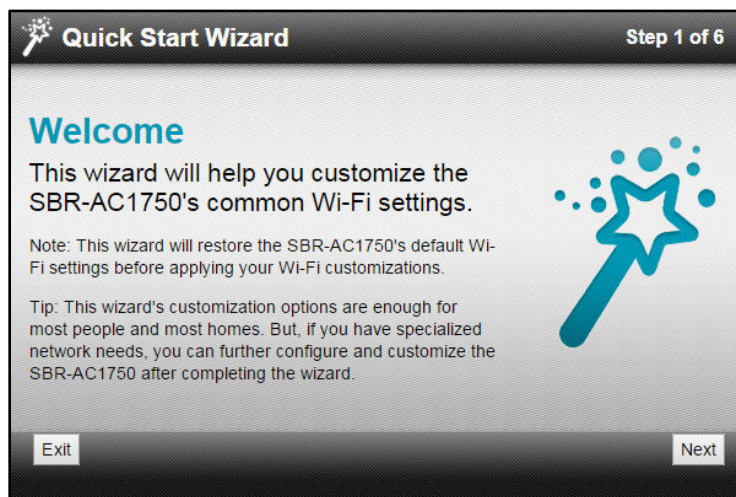 Quick Start Wizard
Step 1 of 6
Welcome
This wizard will help you customize the
SBR-AC1750's common Wi-Fi settings.
Note: This wizard will restore the SBR-AC1750's default Wi-
Fi settings before applying your Wi-Fi customizations.
Tip: This wizard's customization options are enough for
most people and most homes. But, if you have specialized
network needs, you can further configure and customize the
SBR-AC1750 after completing the wizard.
Exit
Next